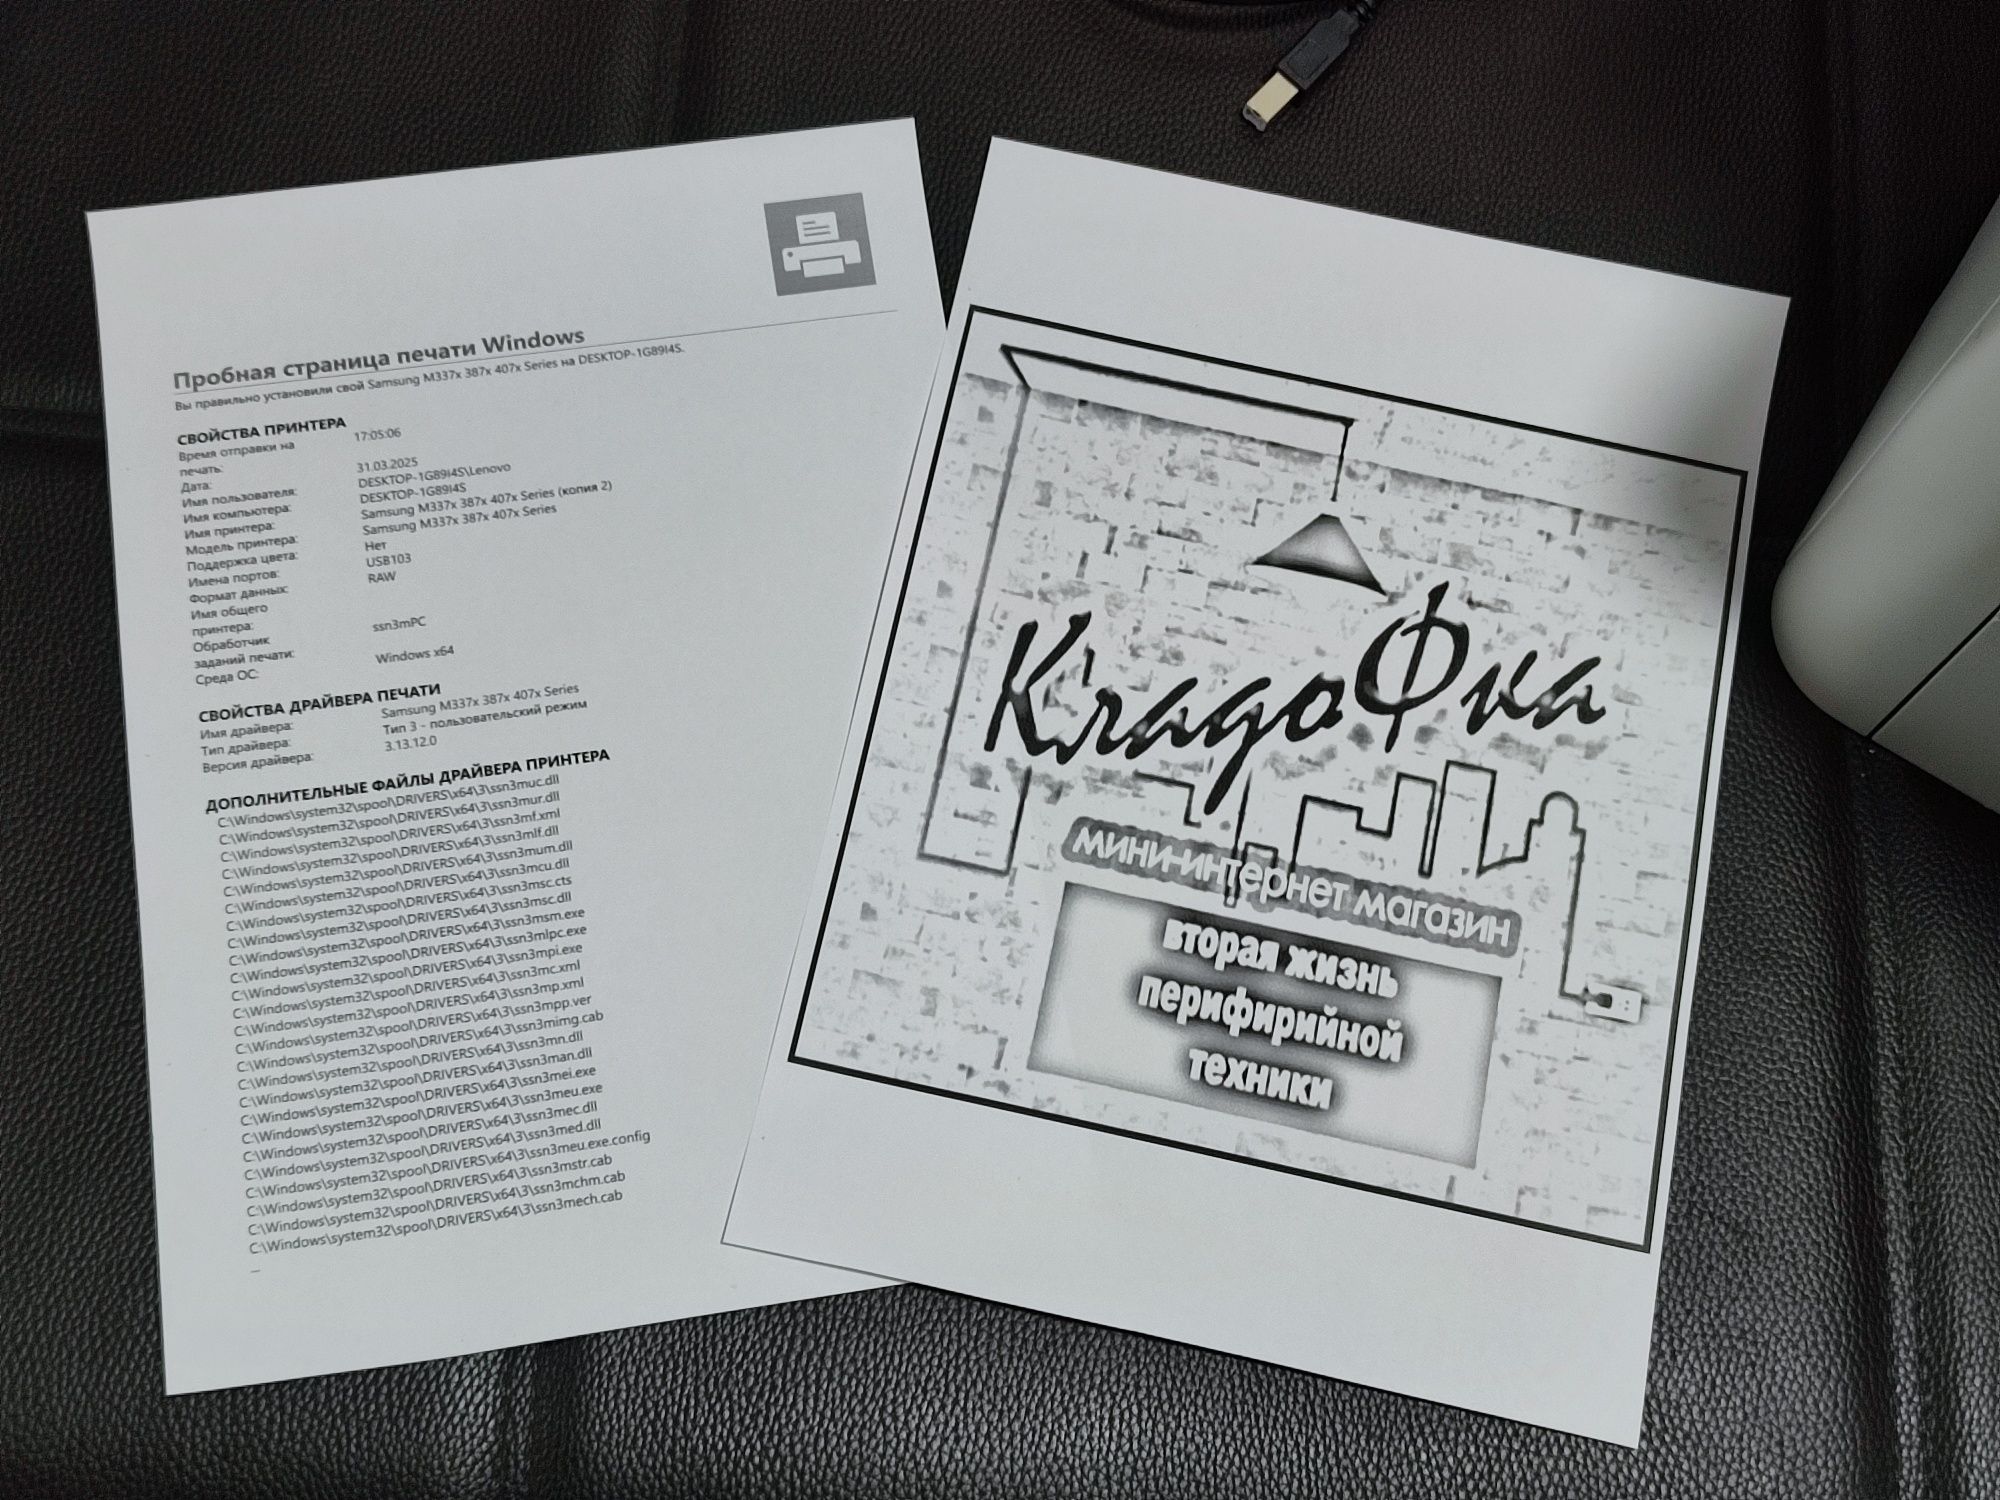 Пробная страница печати Windows
Вы правильно установили свой Samsung M337x 387x 407x Series на DESKTOP-1G89I4S.
СВОЙСТВА ПРИНТЕРА
Время отправки на
печать: 17:05:06
Дата: 31.03.2025
Имя пользователя: DESKTOP-1G89I4S\Lenovo
Имя компьютера: DESKTOP-1G89I4S
Имя принтера: Samsung M337x 387x 407x Series (копия 2)
Модель принтера: Samsung M337x 387x 407x Series
Поддержка цвета: Нет
Имена портов: USB103
Формат данных: RAW
Имя общего
принтера:
Обработчик
заданий печати: ssn3mPC
Среда ОС: Windows x64
СВОЙСТВА ДРАЙВЕРА ПЕЧАТИ
Имя драйвера: Samsung M337x 387x 407x Series
Тип драйвера: Тип 3 - пользовательский режим
Версия драйвера: 3.13.12.0
ДОПОЛНИТЕЛЬНЫЕ ФАЙЛЫ ДРАЙВЕРА ПРИНТЕРА
C:\Windows\system32\spool\DRIVERS\x64\3\ssn3muc.dll
C:\Windows\system32\spool\DRIVERS\x64\3\ssn3mur.dll
C:\Windows\system32\spool\DRIVERS\x64\3\ssn3mf.xml
C:\Windows\system32\spool\DRIVERS\x64\3\ssn3mlf.dll
C:\Windows\system32\spool\DRIVERS\x64\3\ssn3mum.dll
C:\Windows\system32\spool\DRIVERS\x64\3\ssn3mcu.dll
C:\Windows\system32\spool\DRIVERS\x64\3\ssn3msc.cts
C:\Windows\system32\spool\DRIVERS\x64\3\ssn3msc.dll
C:\Windows\system32\spool\DRIVERS\x64\3\ssn3msm.exe
C:\Windows\system32\spool\DRIVERS\x64\3\ssn3mlpc.exe
C:\Windows\system32\spool\DRIVERS\x64\3\ssn3mpi.exe
C:\Windows\system32\spool\DRIVERS\x64\3\ssn3mc.xml
C:\Windows\system32\spool\DRIVERS\x64\3\ssn3mp.xml
C:\Windows\system32\spool\DRIVERS\x64\3\ssn3mpp.ver
C:\Windows\system32\spool\DRIVERS\x64\3\ssn3mimg.cab
C:\Windows\system32\spool\DRIVERS\x64\3\ssn3mn.dll
C:\Windows\system32\spool\DRIVERS\x64\3\ssn3man.dll
C:\Windows\system32\spool\DRIVERS\x64\3\ssn3mei.exe
C:\Windows\system32\spool\DRIVERS\x64\3\ssn3meu.exe
C:\Windows\system32\spool\DRIVERS\x64\3\ssn3mec.dll
C:\Windows\system32\spool\DRIVERS\x64\3\ssn3med.dll
C:\Windows\system32\spool\DRIVERS\x64\3\ssn3meu.exe.config
C:\Windows\system32\spool\DRIVERS\x64\3\ssn3mstr.cab
C:\Windows\system32\spool\DRIVERS\x64\3\ssn3mchm.cab
C:\Windows\system32\spool\DRIVERS\x64\3\ssn3mech.cab
КладоФка
мини-интернет магазин
вторая жизнь
перифирийной
техники